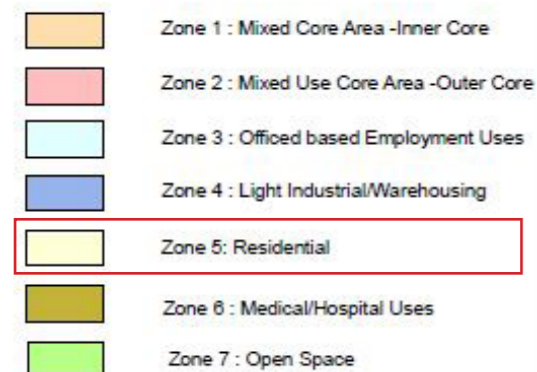 Zone 1 : Mixed Core Area -Inner Core
Zone 2 : Mixed Use Core Area -Outer Core
Zone 3 : Officed based Employment Uses
Zone 4 : Light Industrial/Warehousing
Zone 5: Residential
Zone 6 : Medical/Hospital Uses
Zone 7 : Open Space